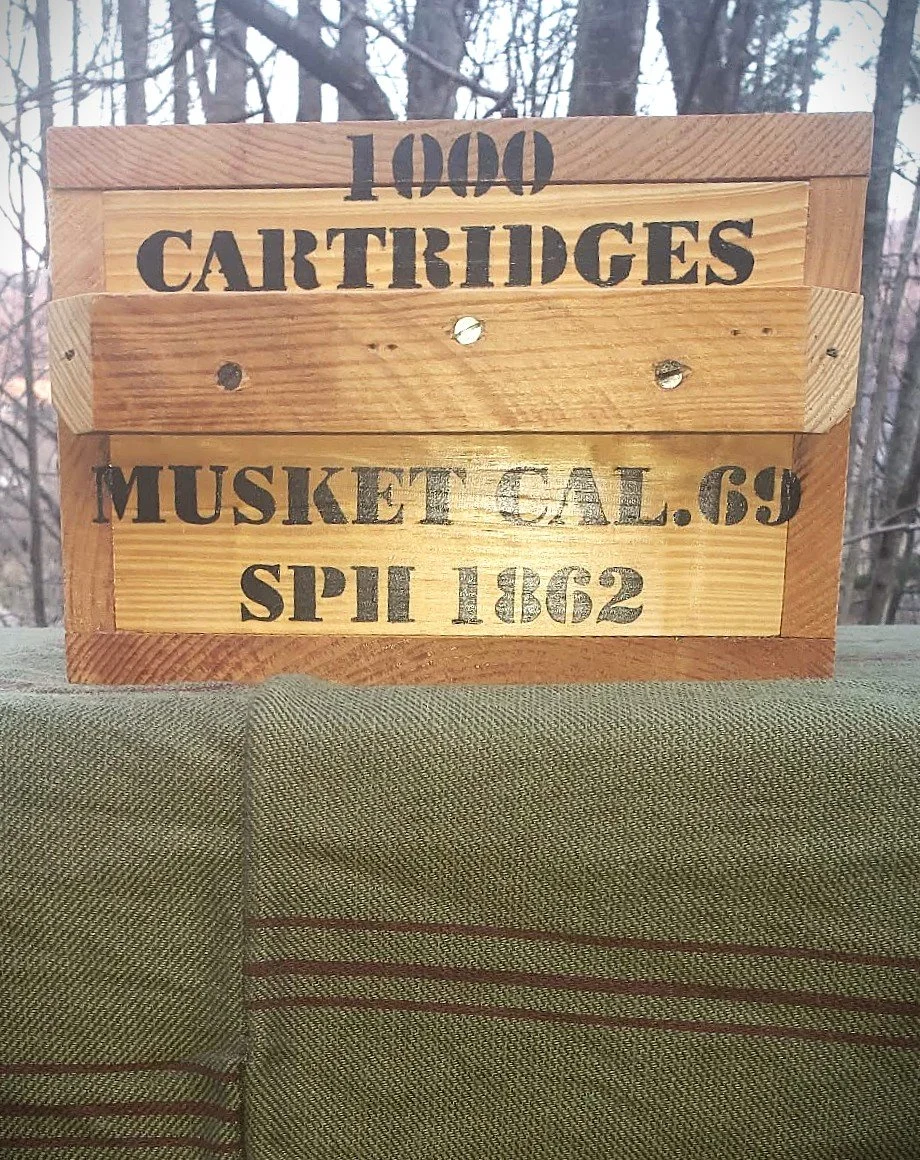 1000
CARTRIDGES
MUSKET CAL.69
SPH 1862